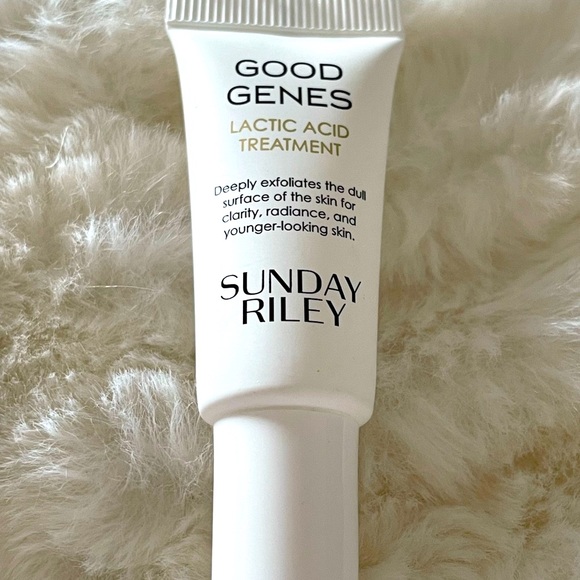 GOOD
GENES
LACTIC ACID
TREATMENT
Deeply exfoliates the dull
surface of the skin for
clarity, radiance, and
younger-looking skin.
SUNDAY
RILEY